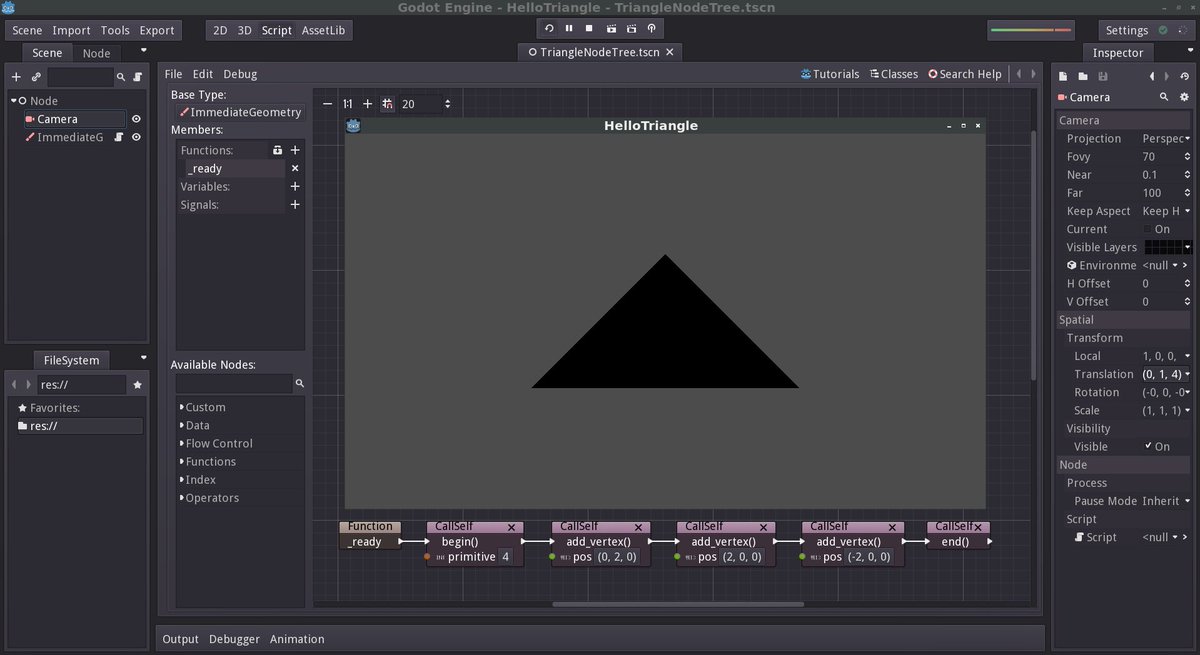 Godot Engine - HelloTriangle - TriangleNodeTree.tscn
Scene Import Tools Export
2D 3D Script AssetLib
Settings
Scene Node
TriangleNodeTree.tscn
Inspector
File Edit Debug
Tutorials Classes Search Help
Node
Camera
ImmediateG
Base Type:
ImmediateGeometry
Members:
Functions:
_ready
Variables:
Signals:
1:1 20
HelloTriangle
Available Nodes:
Custom
Data
Flow Control
Functions
Index
Operators
FileSystem
res://
Favorites:
res://
Function
_ready
CallSelf
begin()
primitive 4
CallSelf
add_vertex()
pos (0, 2, 0)
CallSelf
add_vertex()
pos (2, 0, 0)
CallSelf
add_vertex()
pos (-2, 0, 0)
CallSelf
end()
Camera
Camera
Projection Perspec
Fovy 70
Near 0.1
Far 100
Keep Aspect Keep H
Current On
Visible Layers
Environme <null
H Offset 0
V Offset 0
Spatial
Transform
Local 1, 0, 0,
Translation (0, 1, 4)
Rotation (-0, 0, -0
Scale (1, 1, 1)
Visibility
Visible On
Node
Process
Pause Mode Inherit
Script
Script <null
Output Debugger Animation